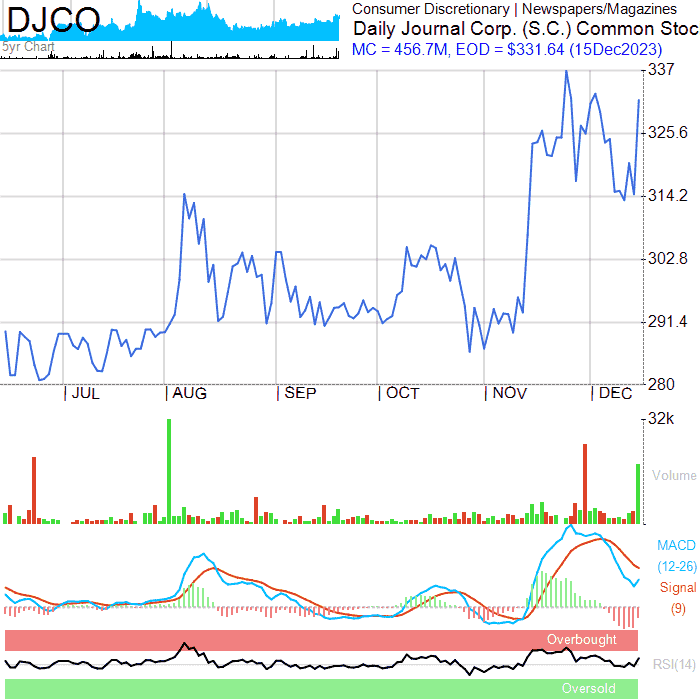 DJCO
5yr Chart
Consumer Discretionary | Newspapers/Magazines
Daily Journal Corp. (S.C.) Common Stoc
MC = 456.7M, EOD = $331.64 (15Dec2023)
337
325.6
314.2
302.8
291.4
280
JUL AUG SEP OCT NOV DEC
32k
Volume
MACD
(12-26)
Signal
(9)
Overbought
RSI(14)
Oversold